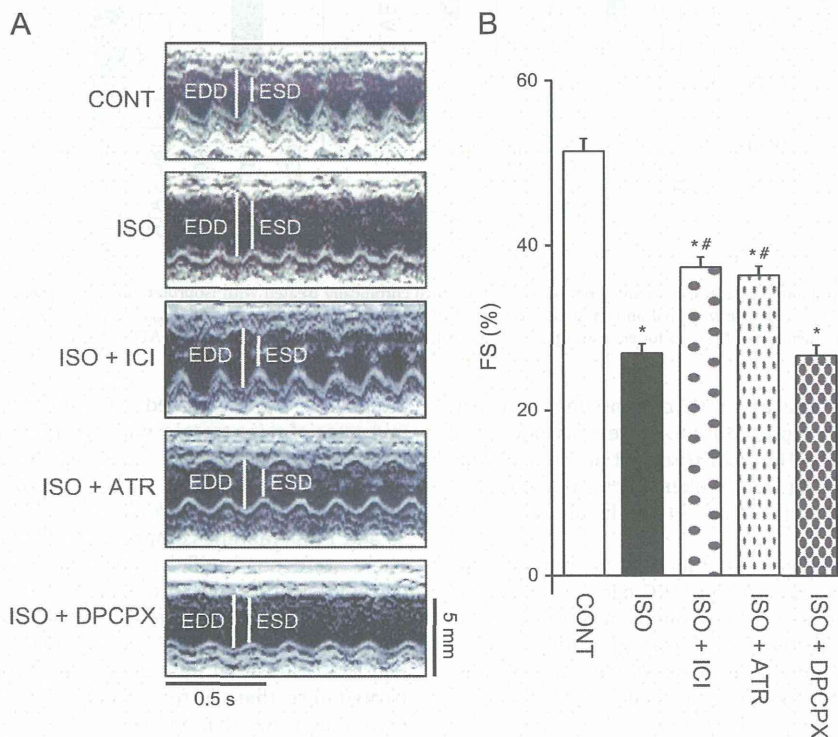 A
CONT
EDD ESD
ISO
EDD ESD
ISO + ICI
EDD ESD
ISO + ATR
EDD ESD
ISO + DPCPX
EDD ESD
5 mm
0.5 s
B
60
40
20
0
FS (%)
*
*#
*#
*
CONT
ISO
ISO + ICI
ISO + ATR
ISO + DPCPX